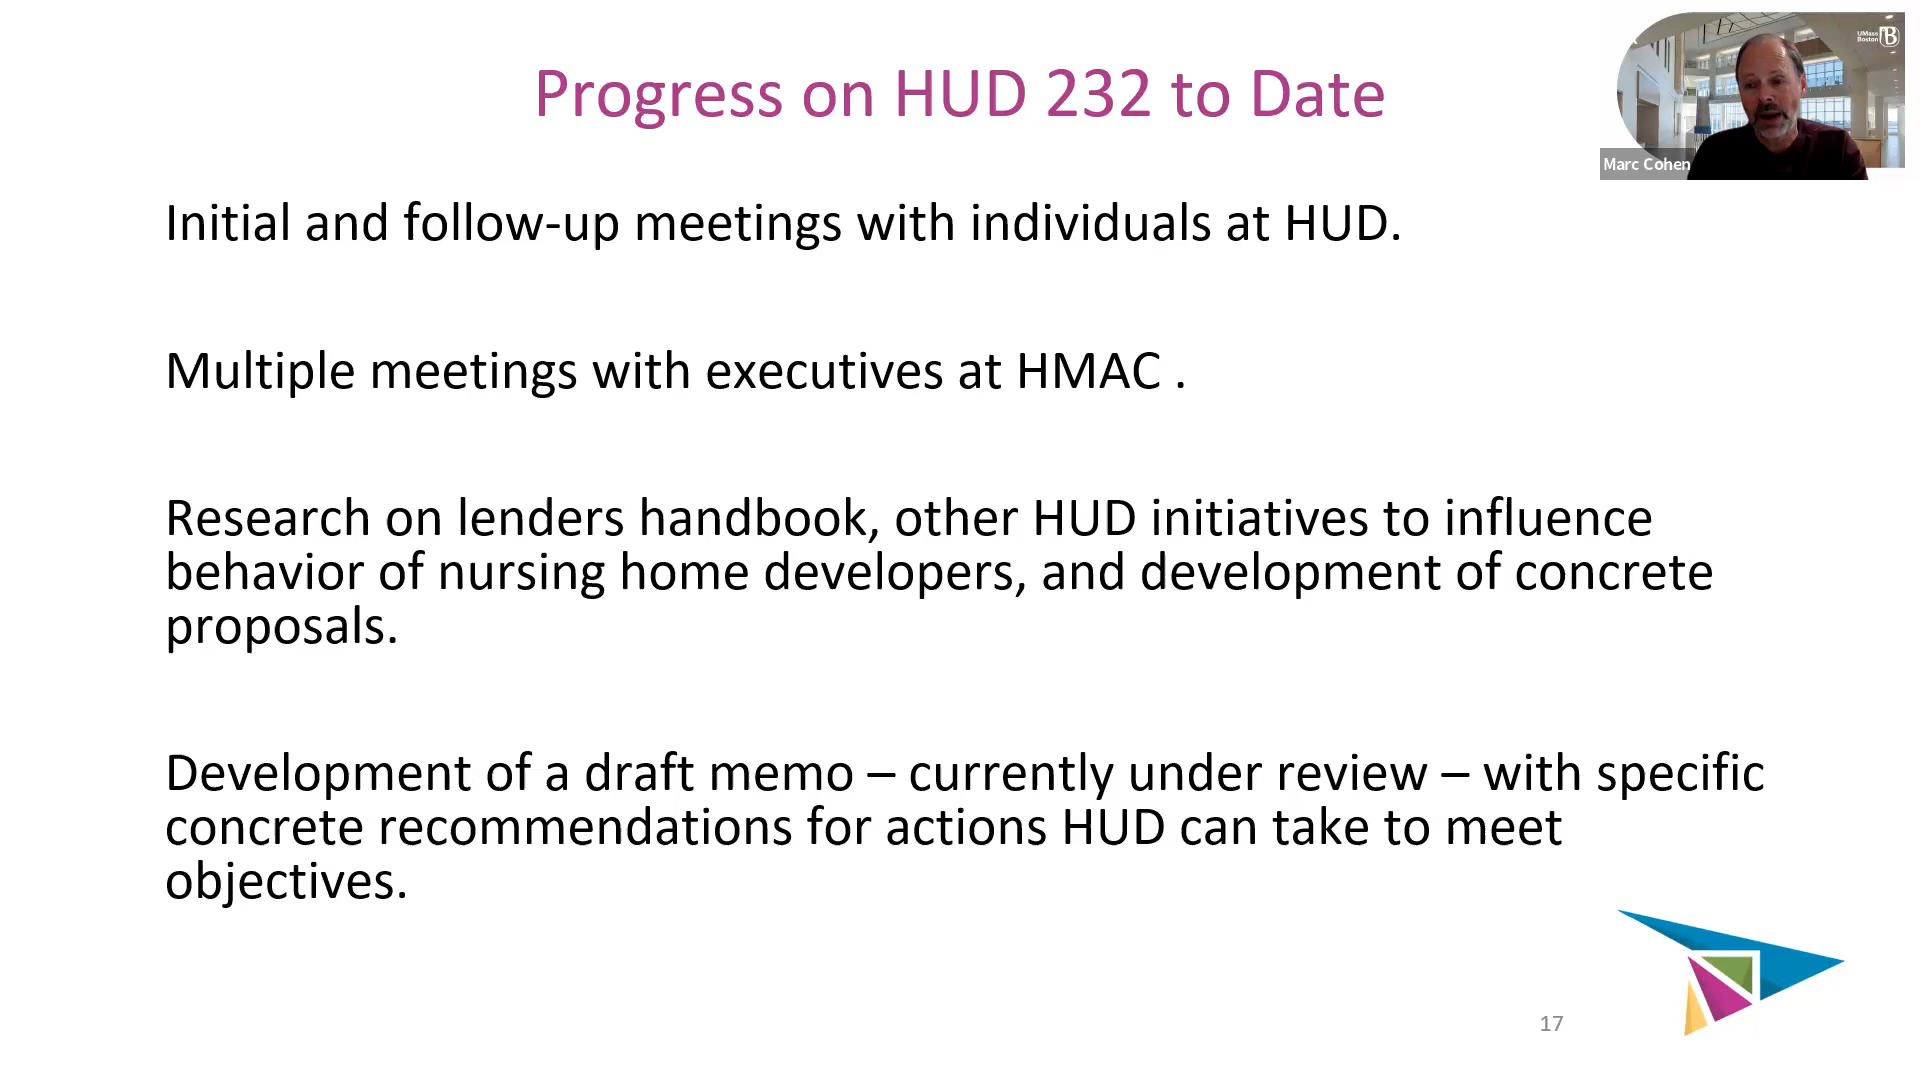 Progress on HUD 232 to Date
UMass
Boston
B
Marc Cohen
Initial and follow-up meetings with individuals at HUD.
Multiple meetings with executives at HMAC .
Research on lenders handbook, other HUD initiatives to influence
behavior of nursing home developers, and development of concrete
proposals.
Development of a draft memo – currently under review – with specific
concrete recommendations for actions HUD can take to meet
objectives.
17